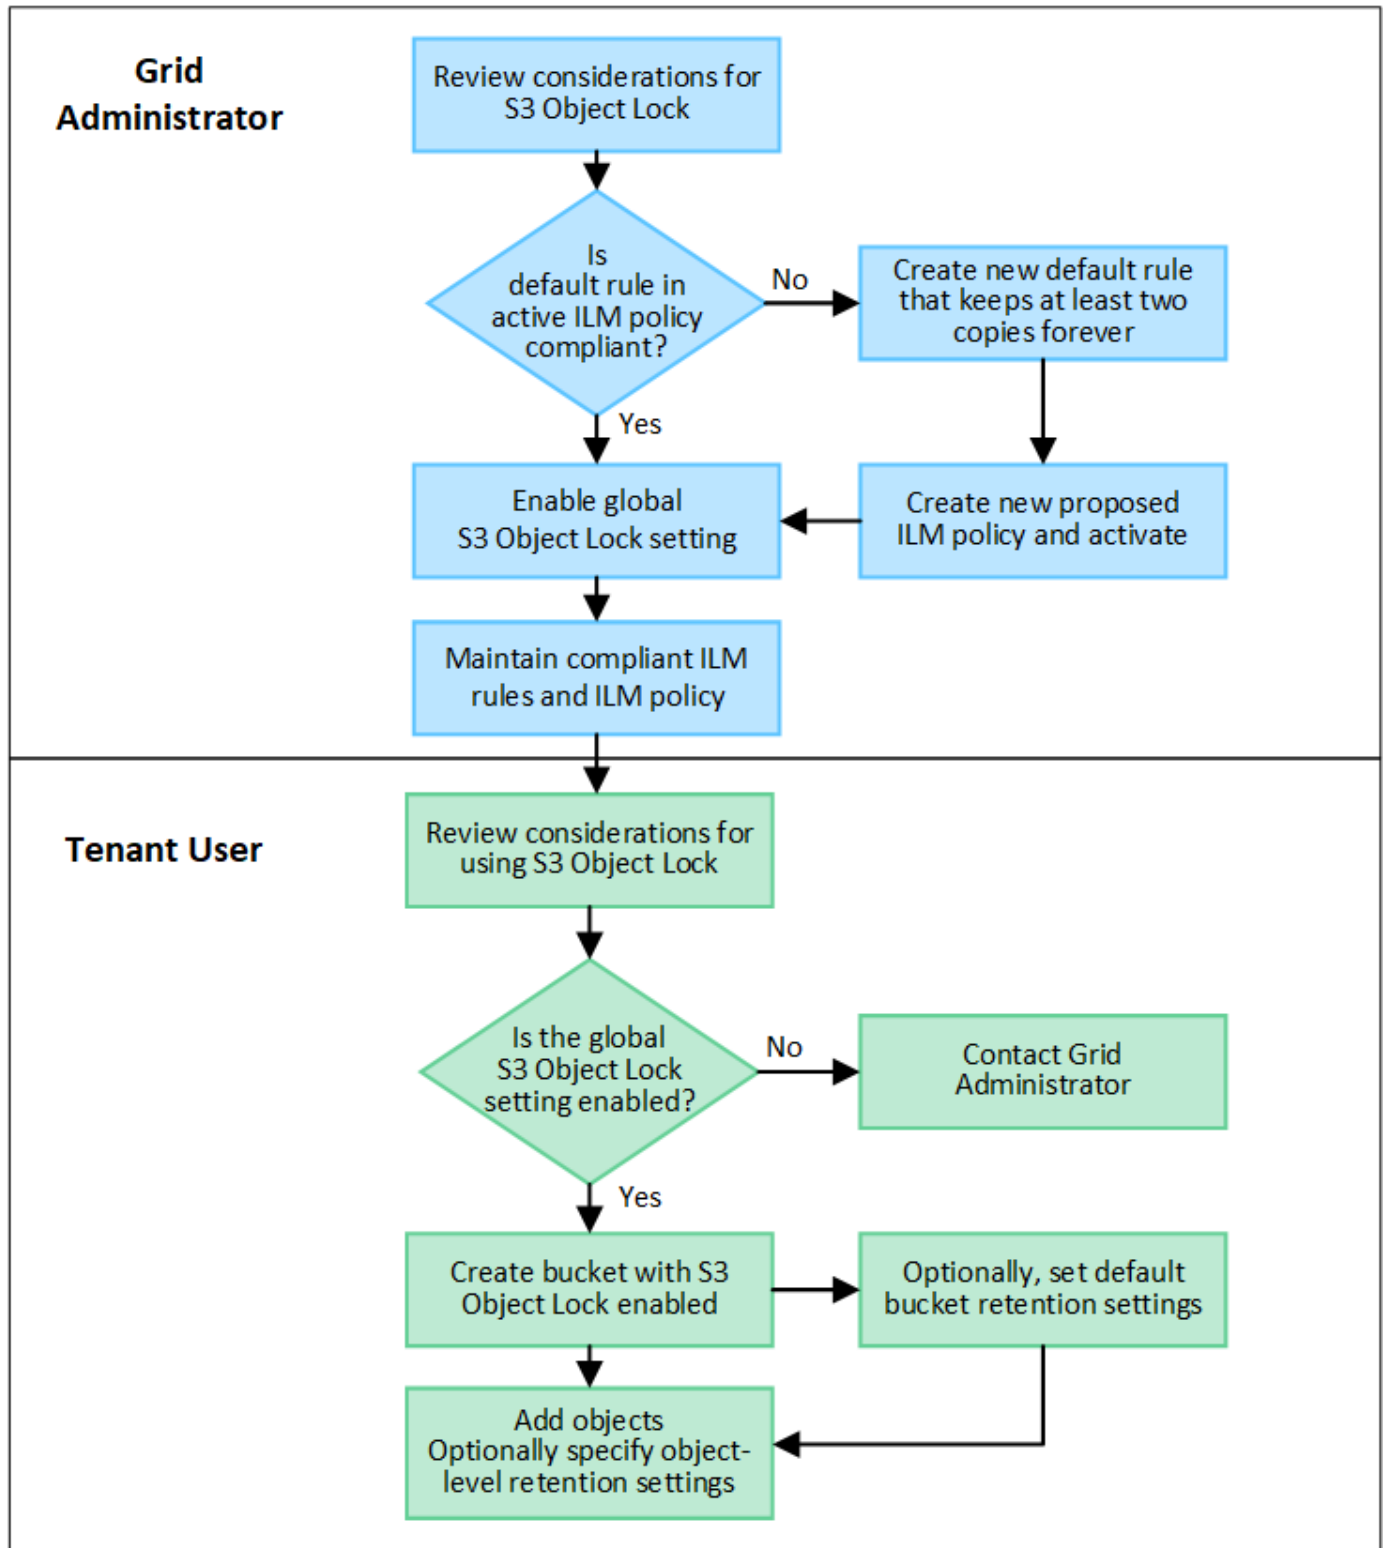 Grid
Administrator
Review considerations for
S3 Object Lock
Is
default rule in
active ILM policy
compliant?
No
Create new default rule
that keeps at least two
copies forever
Yes
Enable global
S3 Object Lock setting
Create new proposed
ILM policy and activate
Maintain compliant ILM
rules and ILM policy
Tenant User
Review considerations for
using S3 Object Lock
Is the global
S3 Object Lock
setting enabled?
No
Contact Grid
Administrator
Yes
Create bucket with S3
Object Lock enabled
Optionally, set default
bucket retention settings
Add objects
Optionally specify object-
level retention settings